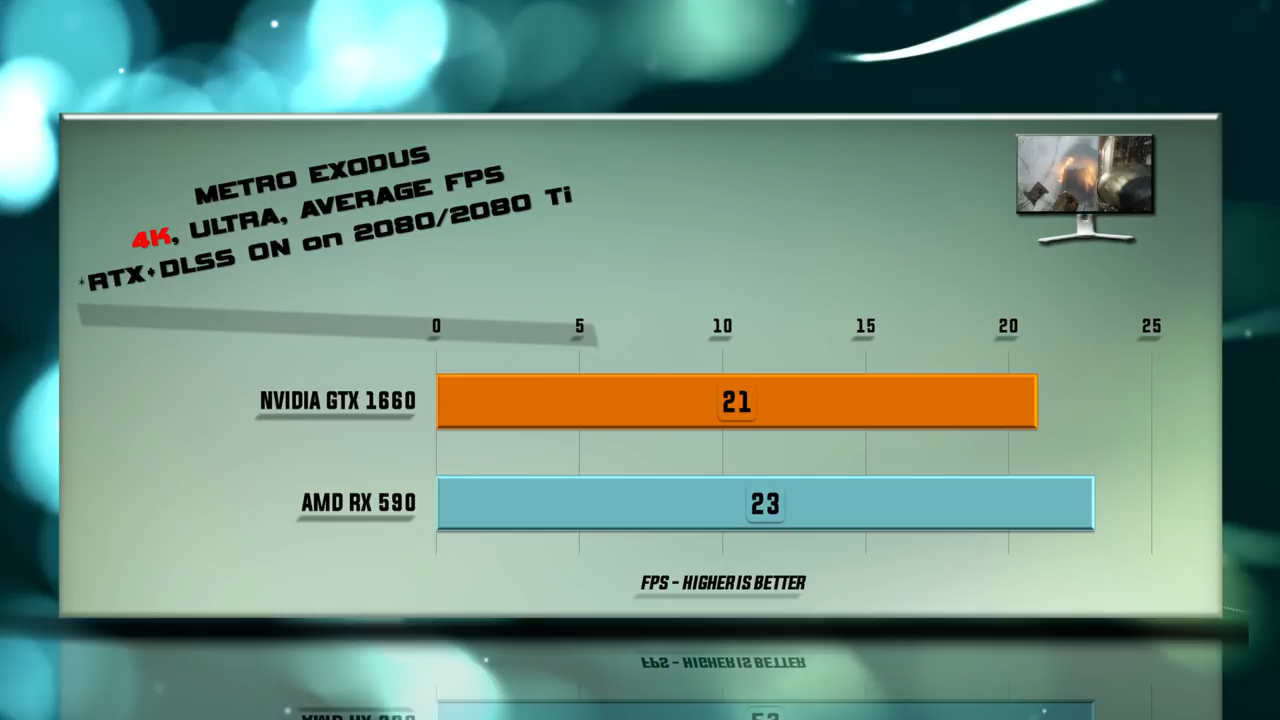 METRO EXODUS
4K, ULTRA, AVERAGE FPS
*RTX+DLSS ON on 2080/2080 Ti
0 5 10 15 20 25
NVIDIA GTX 1660 21
AMD RX 590 23
FPS - HIGHER IS BETTER